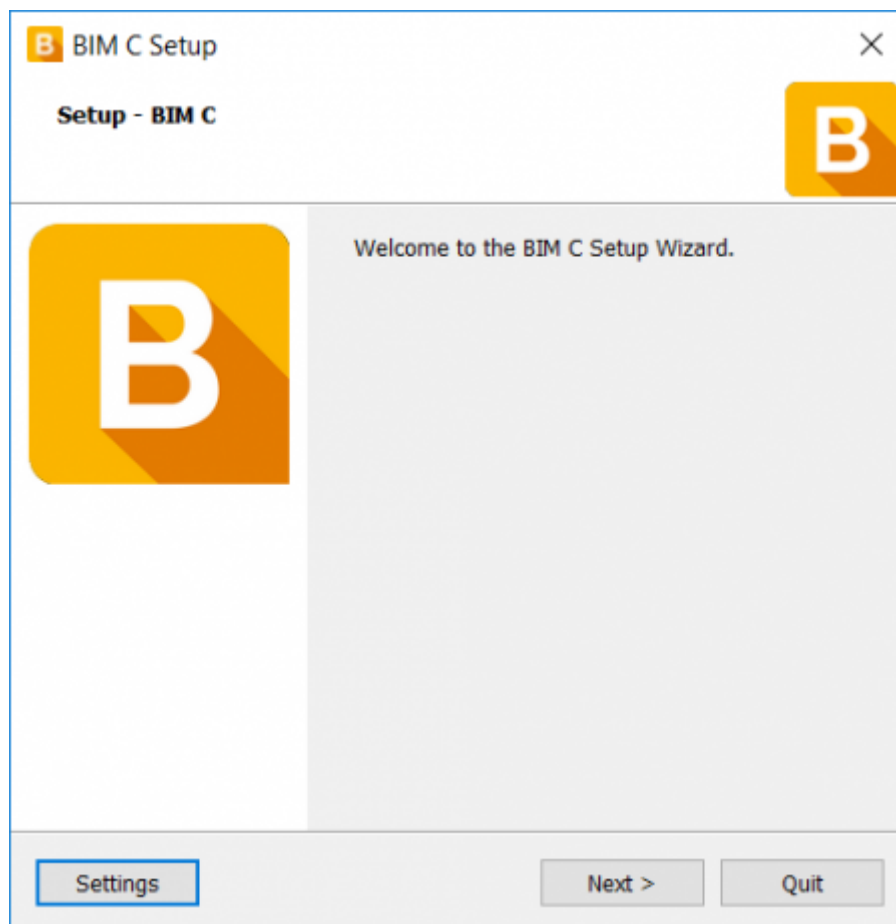 B BIM C Setup
Setup - BIM C
B
B
Welcome to the BIM C Setup Wizard.
Settings
Next >
Quit